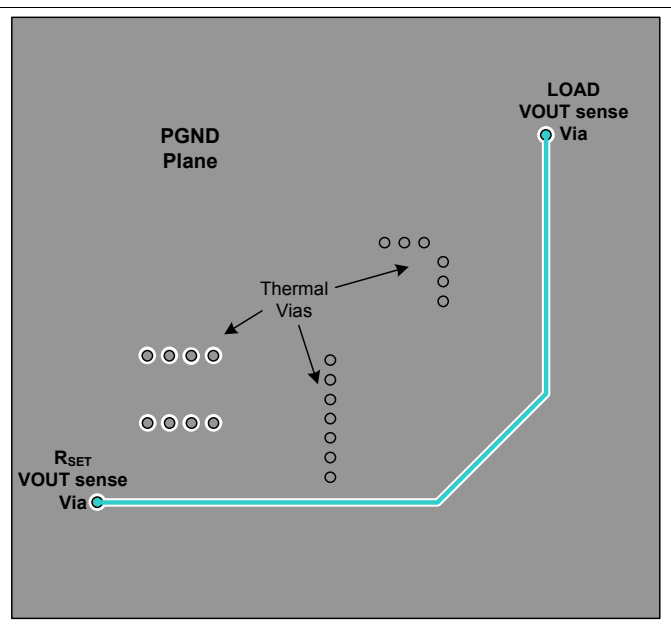 LOAD
VOUT sense
Via
PGND
Plane
Thermal
Vias
RSET
VOUT sense
Via